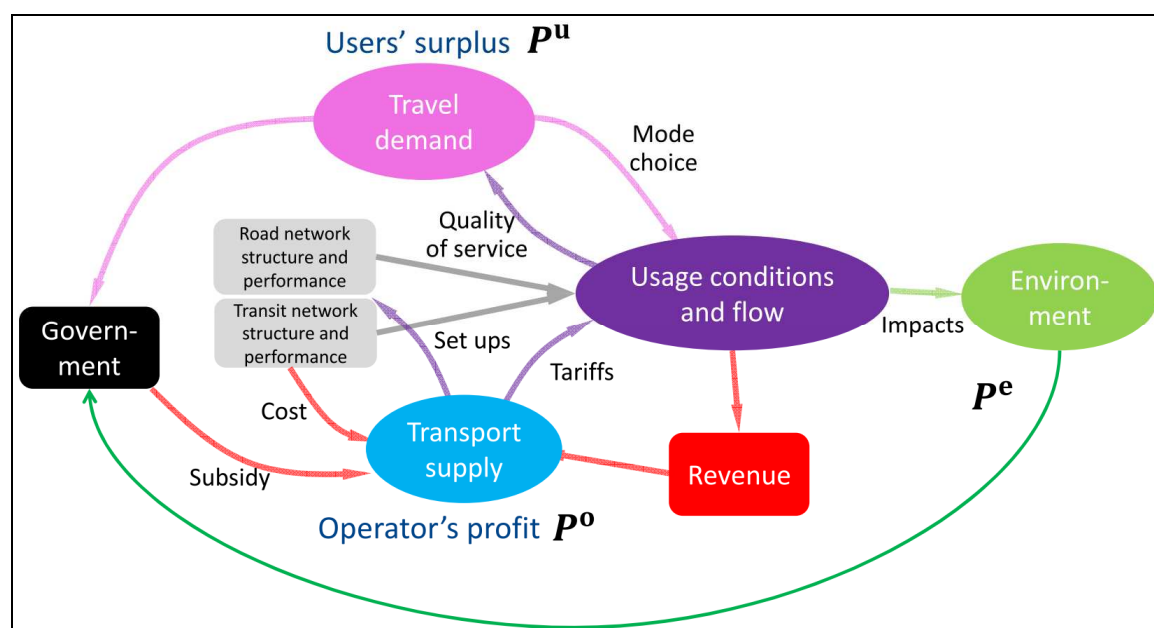 Users’ surplus P^u
Travel
demand
Mode
choice
Quality
of service
Road network
structure and
performance
Transit network
structure and
performance
Usage conditions
and flow
Environ-
ment
Impacts
Govern-
ment
Set ups
Tariffs
Cost
P^e
Transport
supply
Subsidy
Revenue
Operator’s profit P^o